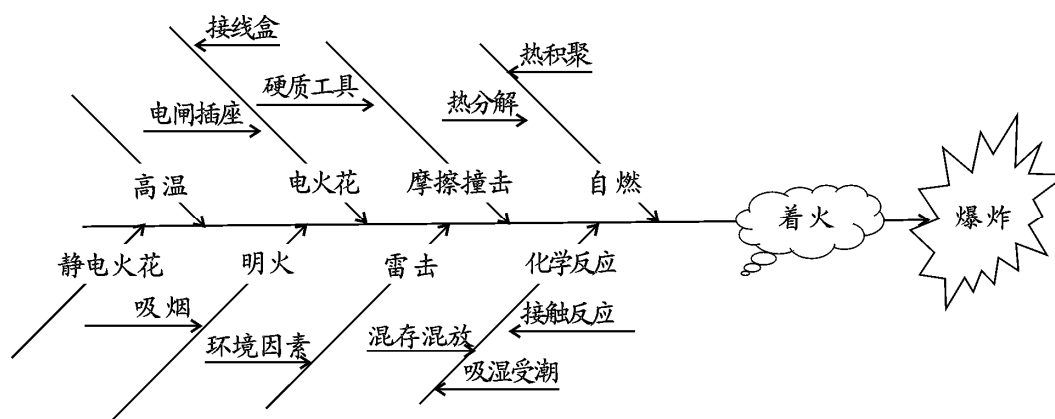 接线盒
硬质工具
热积聚
电闸插座
热分解
高温
电火花
摩擦撞击
自燃
着火
爆炸
静电火花
明火
雷击
化学反应
吸烟
环境因素
混存混放
接触反应
吸湿受潮